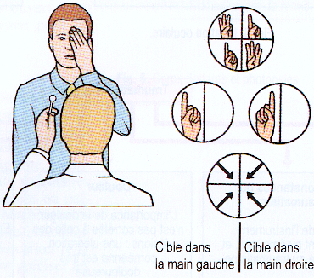 Cible dans
la main gauche
Cible dans
la main droite